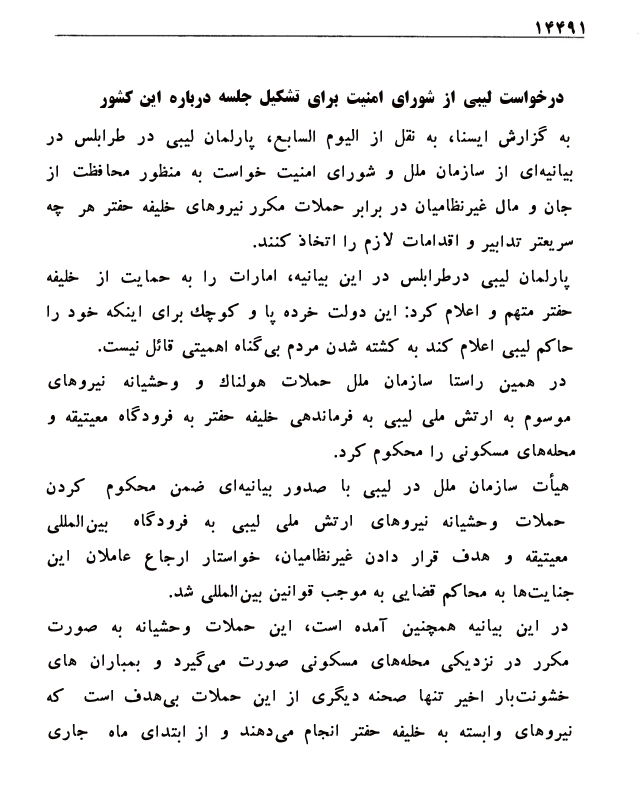 ۱۴۴۹۱
درخواست لیبی از شورای امنیت برای تشکیل جلسه درباره این کشور
به گزارش ایسنا، به نقل از الیوم السابع، پارلمان لیبی در طرابلس در
بیانیه‌ای از سازمان ملل و شورای امنیت خواست به منظور محافظت از
جان و مال غیرنظامیان در برابر حملات مکرر نیروهای خلیفه حفتر هر چه
سریعتر تدابیر و اقدامات لازم را اتخاذ کنند.
پارلمان لیبی درطرابلس در این بیانیه، امارات را به حمایت از خلیفه
حفتر متهم و اعلام کرد: این دولت خرده پا و کوچك برای اینکه خود را
حاکم لیبی اعلام کند به کشته شدن مردم بی‌گناه اهمیتی قائل نیست.
در همین راستا سازمان ملل حملات هولناك و وحشیانه نیروهای
موسوم به ارتش ملی لیبی به فرماندهی خلیفه حفتر به فرودگاه معیتیقه و
محله‌های مسکونی را محکوم کرد.
هیأت سازمان ملل در لیبی با صدور بیانیه‌ای ضمن محکوم کردن
حملات وحشیانه نیروهای ارتش ملی لیبی به فرودگاه بین‌المللی
معیتیقه و هدف قرار دادن غیرنظامیان، خواستار ارجاع عاملان این
جنایت‌ها به محاکم قضایی به موجب قوانین بین‌المللی شد.
در این بیانیه همچنین آمده است، این حملات وحشیانه به صورت
مکرر در نزدیکی محله‌های مسکونی صورت می‌گیرد و بمباران های
خشونت‌بار اخیر تنها صحنه دیگری از این حملات بی‌هدف است که
نیروهای وابسته به خلیفه حفتر انجام می‌دهند و از ابتدای ماه جاری